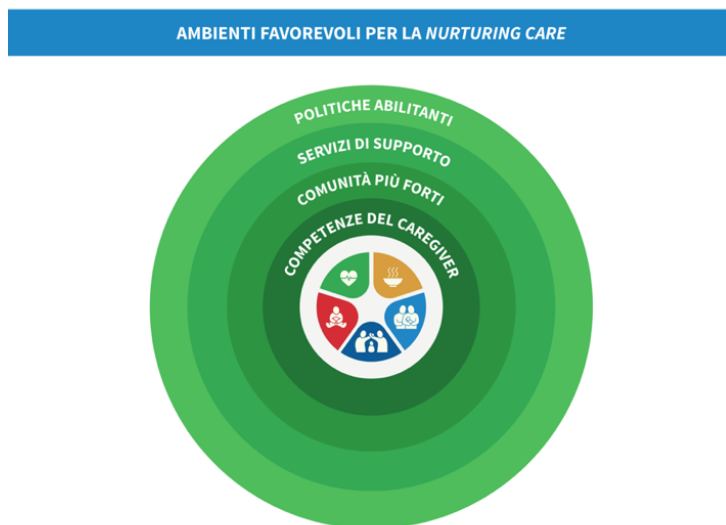 AMBIENTI FAVOREVOLI PER LA NURTURING CARE
POLITICHE ABILITANTI
SERVIZI DI SUPPORTO
COMUNITÀ PIÙ FORTI
COMPETENZE DEL CAREGIVER